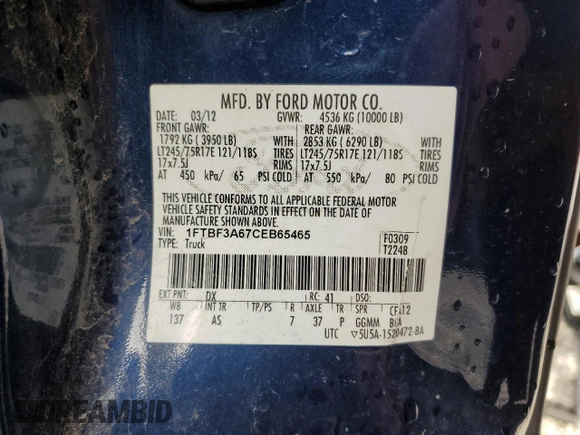 MFD. BY FORD MOTOR CO.
DATE: 03/12 GVWR: 4536 KG (10000 LB)
FRONT GAWR: REAR GAWR:
1792 KG ( 3950 LB) WITH 2853 KG ( 6290 LB) WITH
LT245/75R17E 121/118S TIRES LT245/75R17E 121/118S TIRES
17x7.5J RIMS 17x7.5J RIMS
AT 450 kPa/ 65 PSI COLD AT 550 kPa/ 80 PSI COLD
THIS VEHICLE CONFORMS TO ALL APPLICABLE FEDERAL MOTOR
VEHICLE SAFETY STANDARDS IN EFFECT ON THE DATE OF
MANUFACTURE SHOWN ABOVE.
VIN: 1FTBF3A67CEB65465 F0309
TYPE: Truck T2248
EXT PNT: DX RC: 41 DSO:
WB INT TR TP/PS R AXLE TR SPR
137 AS 7 37 P GGMM
UTC ▽5U5A-1520472-BA
DREAMBID